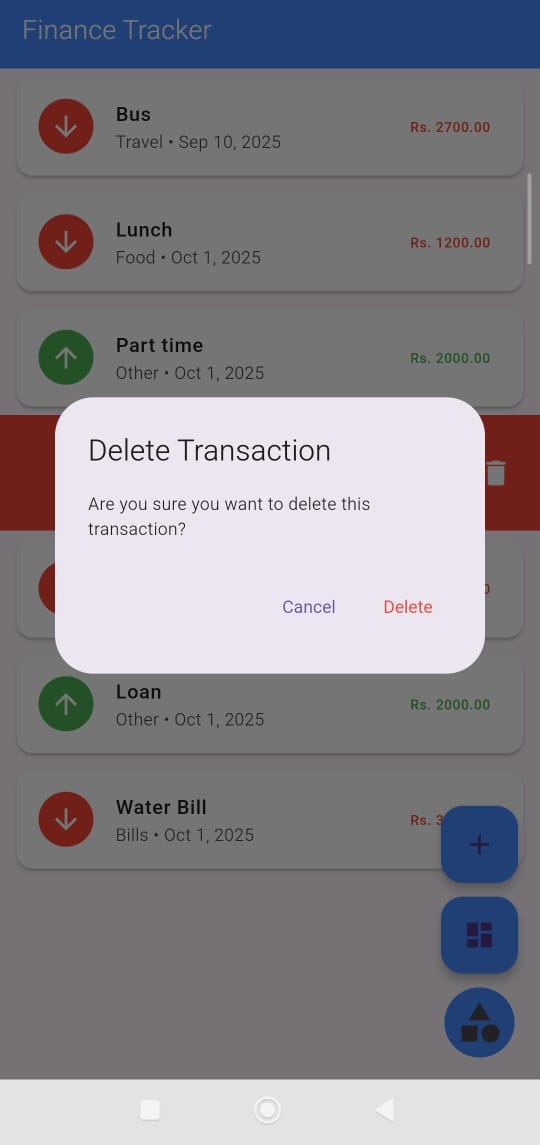 Finance Tracker
Bus
Travel • Sep 10, 2025
Rs. 2700.00
Lunch
Food • Oct 1, 2025
Rs. 1200.00
Part time
Other • Oct 1, 2025
Rs. 2000.00
Delete Transaction
Are you sure you want to delete this
transaction?
Cancel
Delete
Loan
Other • Oct 1, 2025
Rs. 2000.00
Water Bill
Bills • Oct 1, 2025
Rs. 3